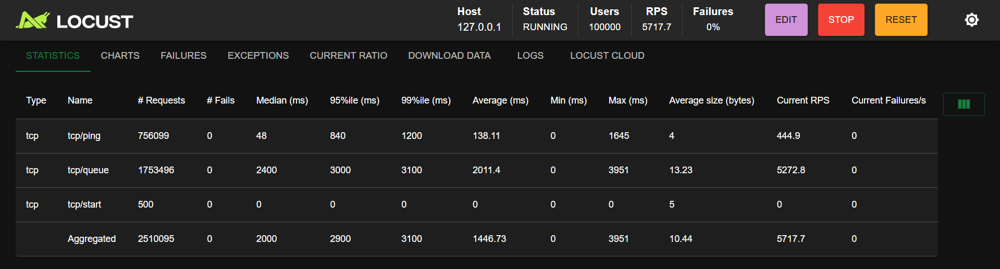 LOCUST
Host Status Users RPS Failures
127.0.0.1 RUNNING 100000 5717.7 0%
EDIT STOP RESET
STATISTICS CHARTS FAILURES EXCEPTIONS CURRENT RATIO DOWNLOAD DATA LOGS LOCUST CLOUD
Type Name # Requests # Fails Median (ms) 95%ile (ms) 99%ile (ms) Average (ms) Min (ms) Max (ms) Average size (bytes) Current RPS Current Failures/s
tcp tcp/ping 756099 0 48 840 1200 138.11 0 1645 4 444.9 0
tcp tcp/queue 1753496 0 2400 3000 3100 2011.4 0 3951 13.23 5272.8 0
tcp tcp/start 500 0 0 0 0 0 0 0 5 0 0
Aggregated 2510095 0 2000 2900 3100 1446.73 0 3951 10.44 5717.7 0